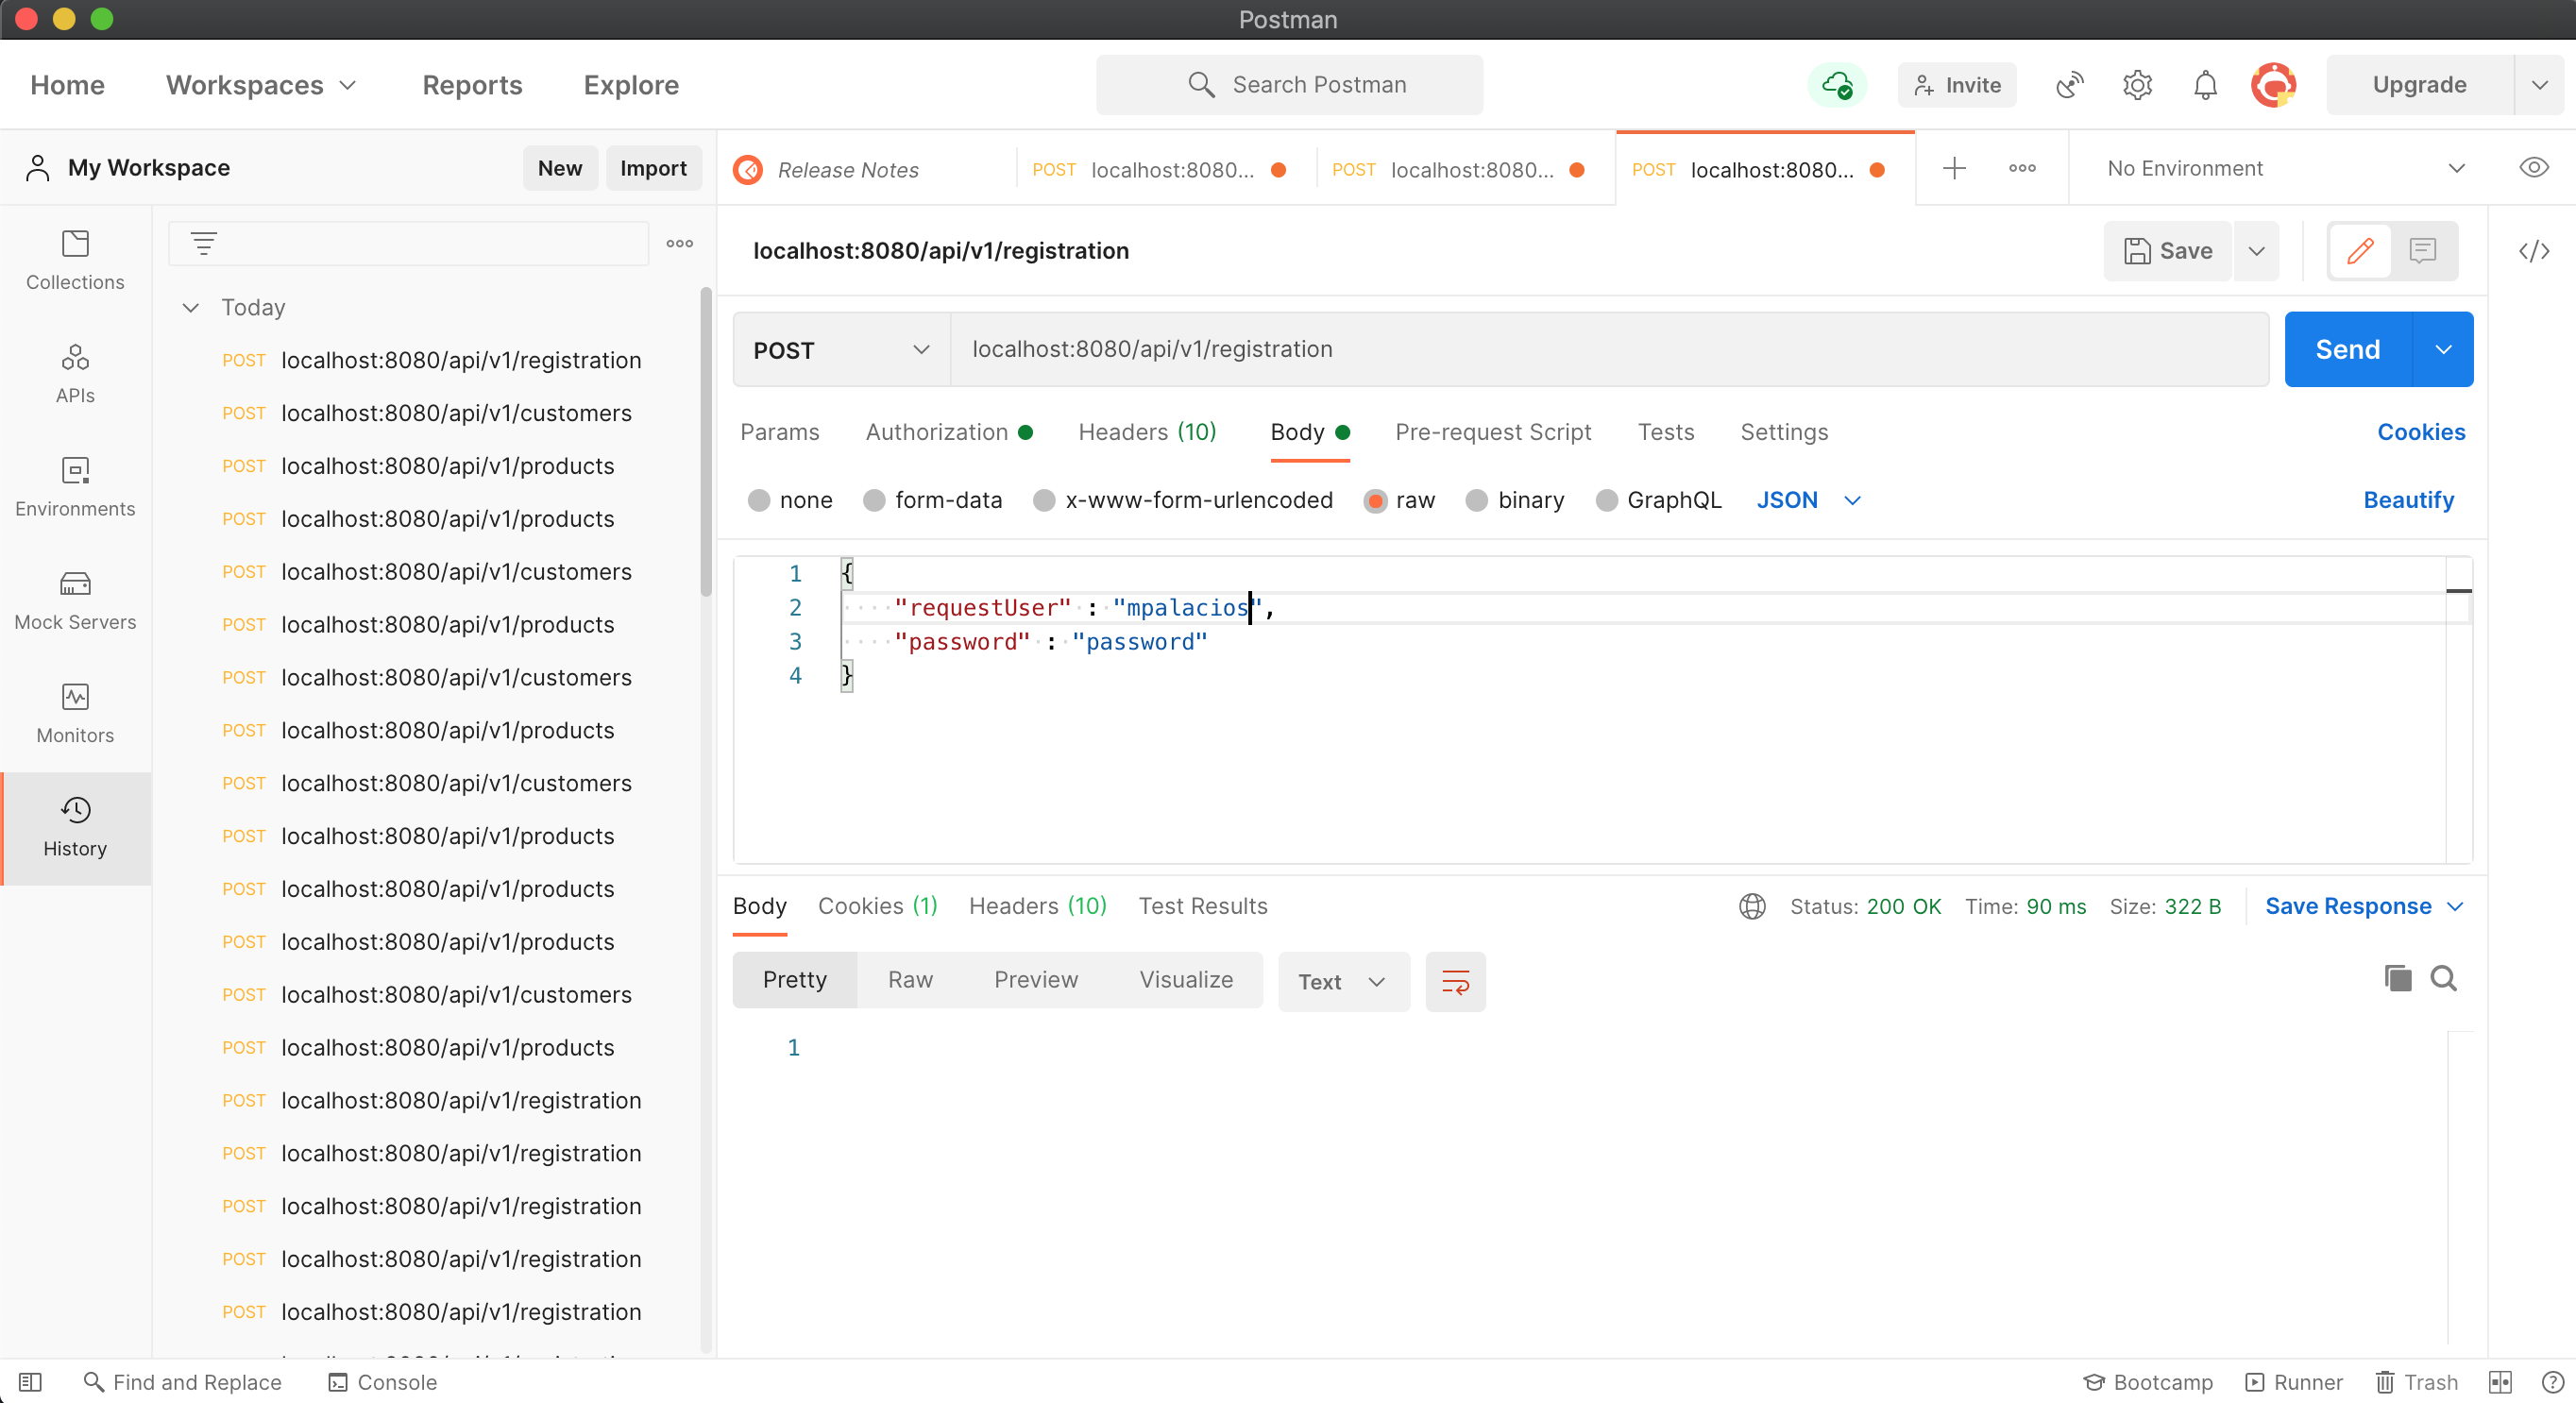 Postman
Home Workspaces Reports Explore Search Postman Invite Upgrade
My Workspace New Import Release Notes POST localhost:8080... POST localhost:8080... POST localhost:8080... No Environment
Collections
APIs
Environments
Mock Servers
Monitors
History
Today
POST localhost:8080/api/v1/registration
POST localhost:8080/api/v1/customers
POST localhost:8080/api/v1/products
POST localhost:8080/api/v1/products
POST localhost:8080/api/v1/customers
POST localhost:8080/api/v1/products
POST localhost:8080/api/v1/customers
POST localhost:8080/api/v1/products
POST localhost:8080/api/v1/customers
POST localhost:8080/api/v1/products
POST localhost:8080/api/v1/products
POST localhost:8080/api/v1/products
POST localhost:8080/api/v1/customers
POST localhost:8080/api/v1/products
POST localhost:8080/api/v1/registration
POST localhost:8080/api/v1/registration
POST localhost:8080/api/v1/registration
POST localhost:8080/api/v1/registration
POST localhost:8080/api/v1/registration
localhost:8080/api/v1/registration Save
POST localhost:8080/api/v1/registration Send
Params Authorization Headers (10) Body Pre-request Script Tests Settings Cookies
none form-data x-www-form-urlencoded raw binary GraphQL JSON Beautify
1 {
2 "requestUser" : "mpalacios",
3 "password" : "password"
4 }
Body Cookies (1) Headers (10) Test Results Status: 200 OK Time: 90 ms Size: 322 B Save Response
Pretty Raw Preview Visualize Text
1
Find and Replace Console Bootcamp Runner Trash